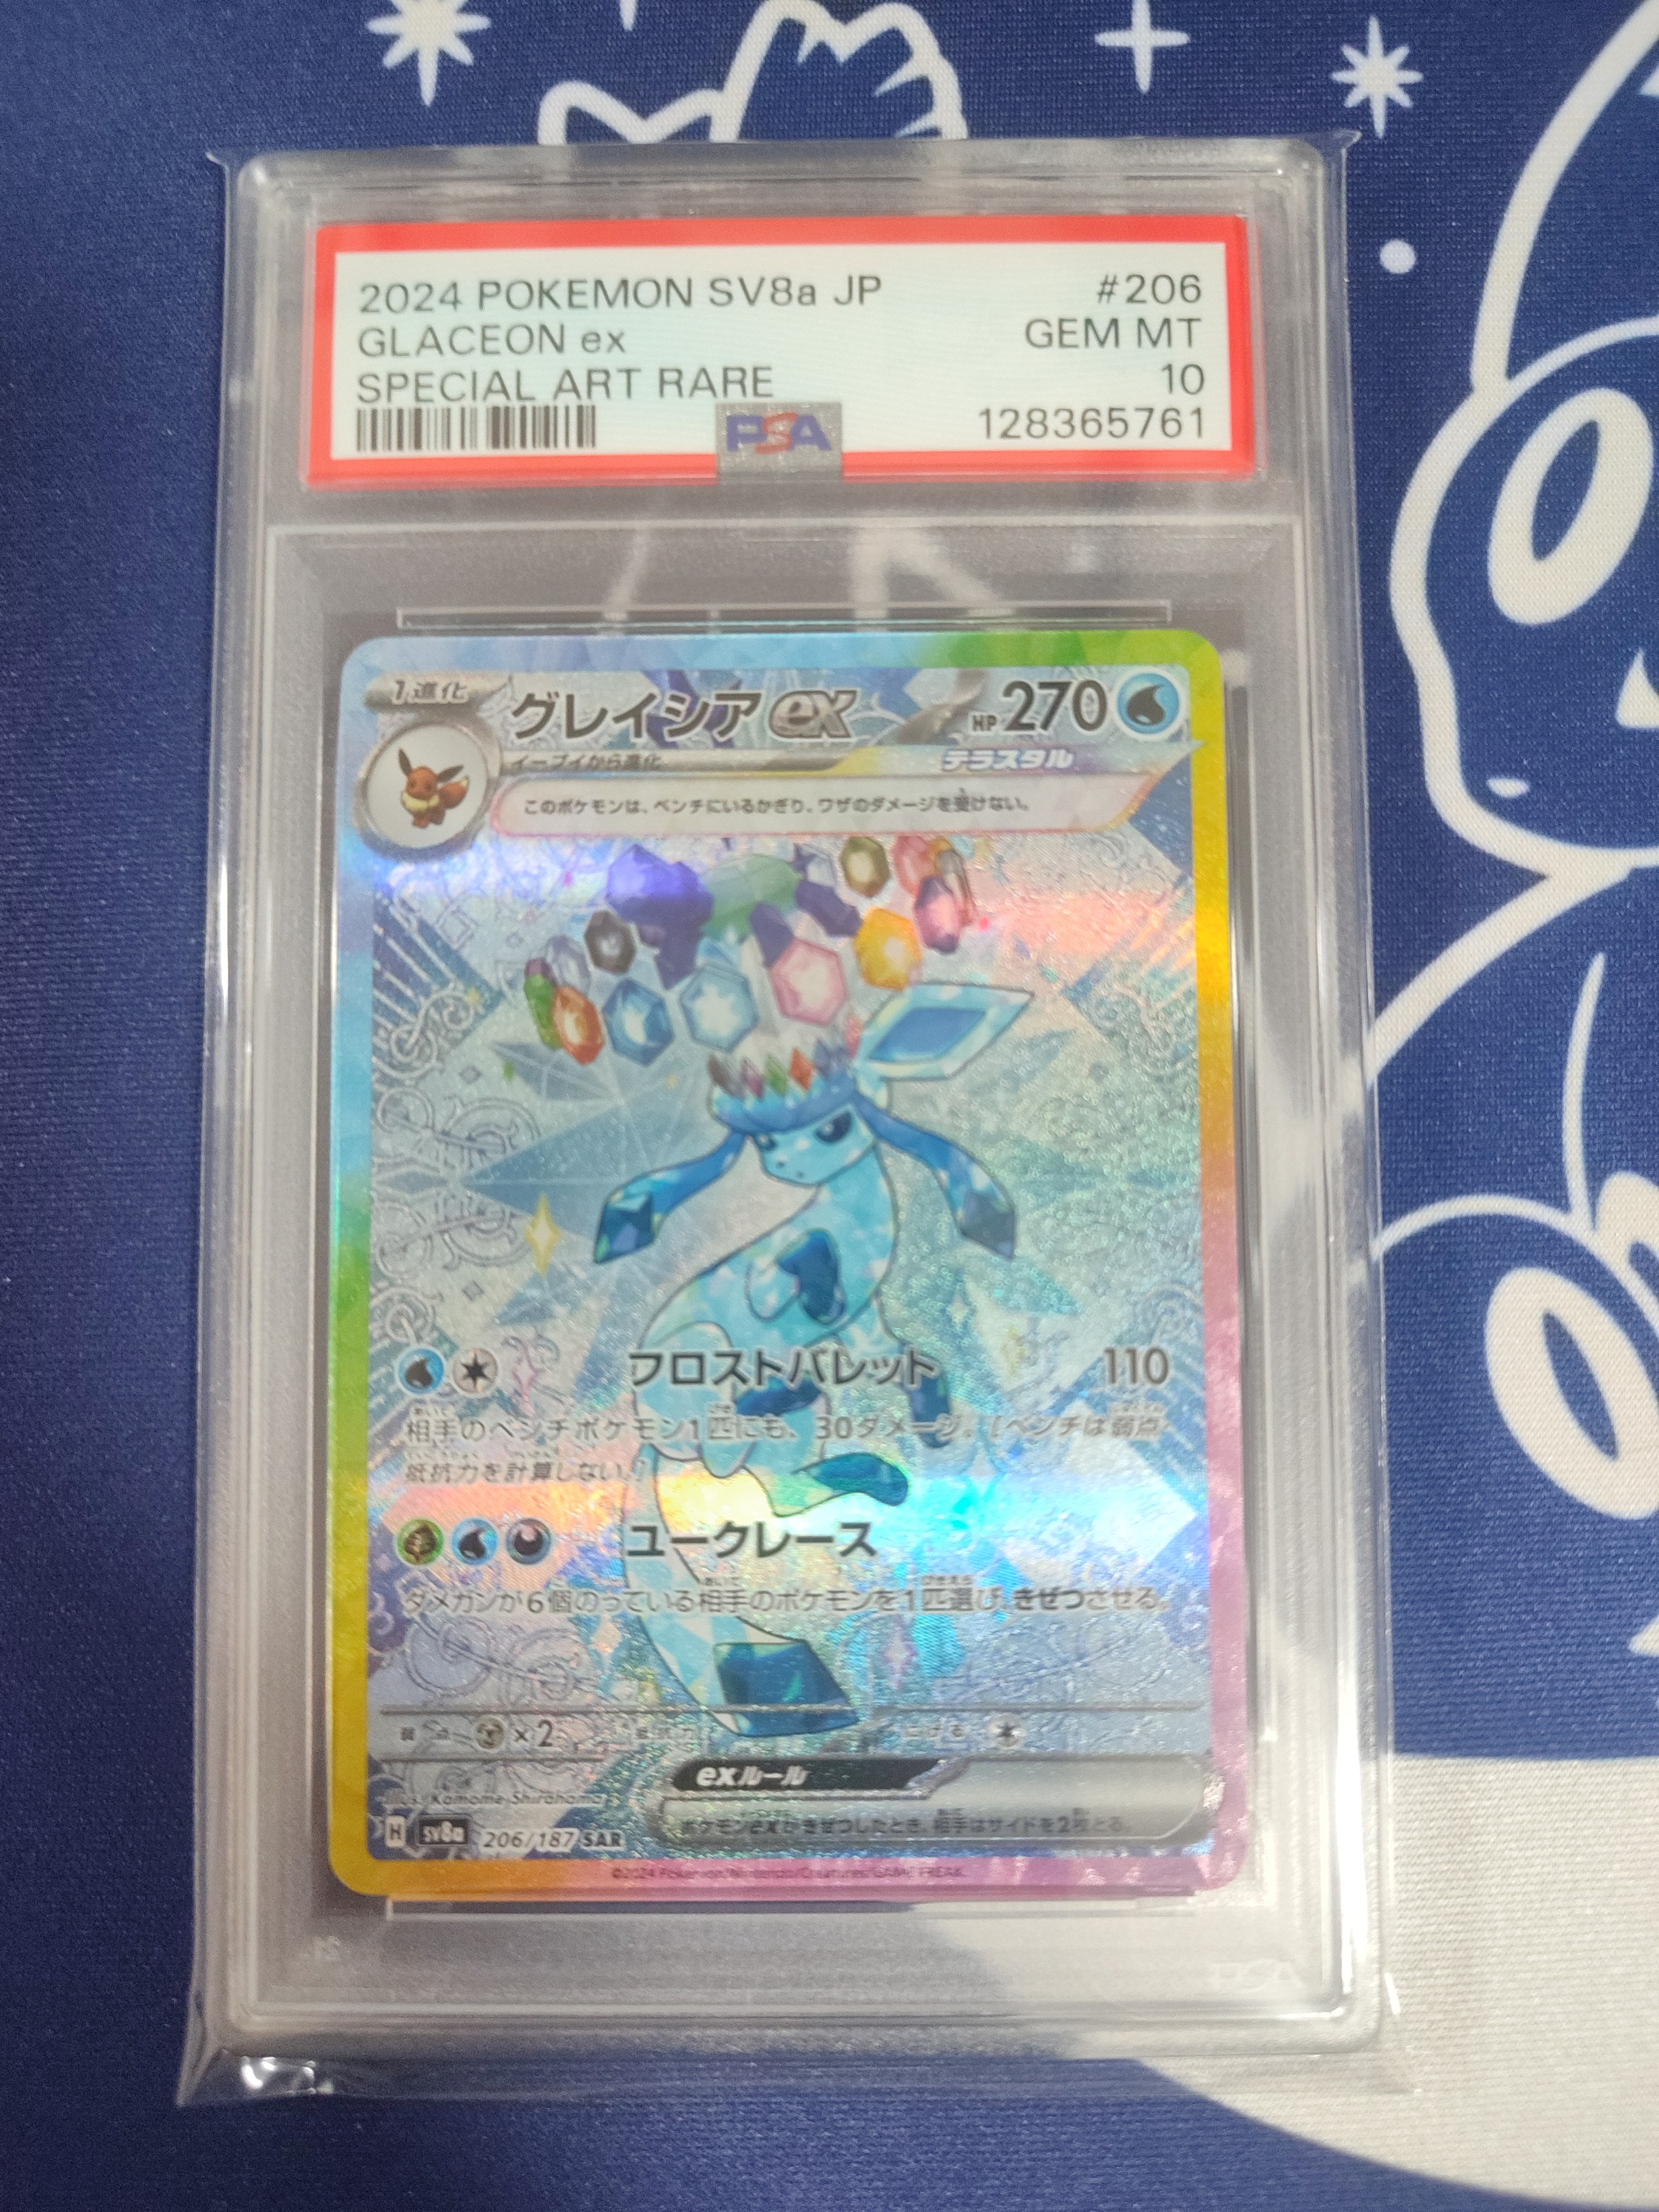 2024 POKEMON SV8a JP #206
GLACEON ex GEM MT
SPECIAL ART RARE 10
PSA 128365761
1進化 グレイシアex HP270
イーブイから進化 テラスタル
このポケモンは、ベンチにいるかぎり、ワザのダメージを受けない。
フロストバレット 110
相手のベンチポケモン1匹にも、30ダメージ。[ベンチは弱点・
抵抗力を計算しない。]
ユークレース
ダメカンが6個のっている相手のポケモンを1匹選び、きぜつさせる。
弱点 ×2 抵抗力 にげる
exルール
Illus. Kamome Shirahama
ポケモンexがきぜつしたとき、相手はサイドを2枚とる。
H SV8a 206/187 SAR
©2024 Pokémon/Nintendo/Creatures/GAME FREAK.